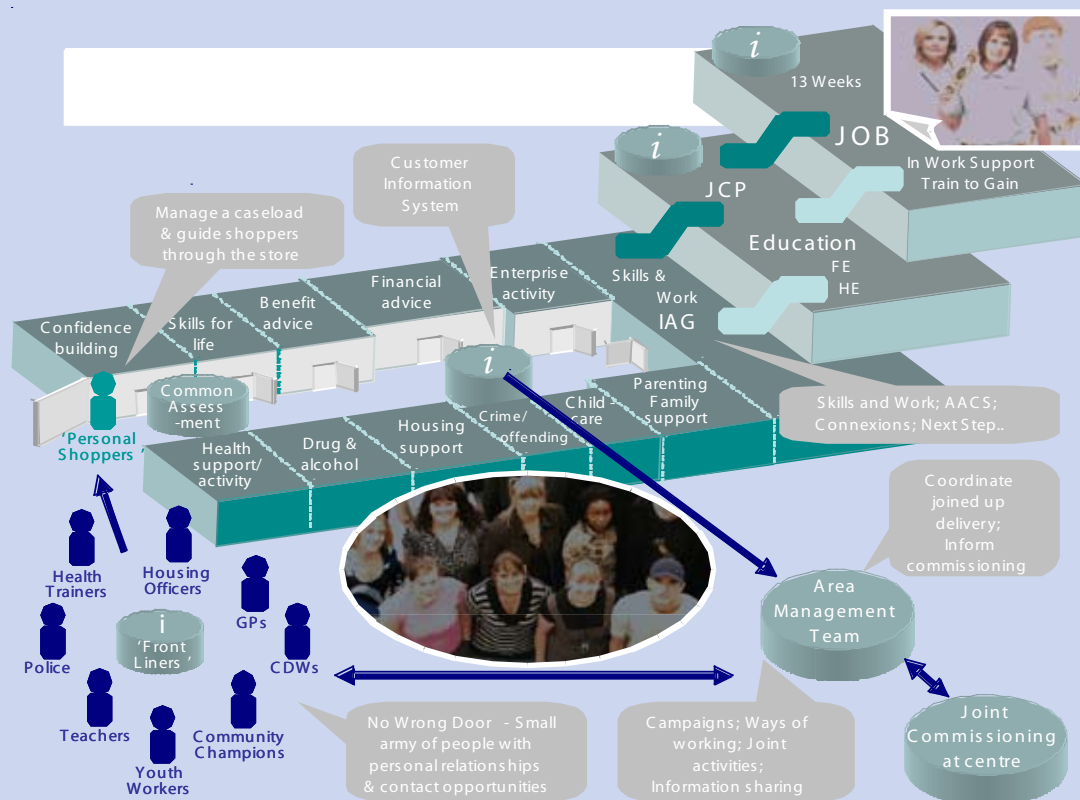 i
13 Weeks
JOB
In Work Support
Train to Gain
i
JCP
Education
FE
HE
Customer
Information
System
Manage a caseload
& guide shoppers
through the store
Confidence
building
Skills for
life
Benefit
advice
Financial
advice
Enterprise
activity
Skills &
Work
IAG
i
Common
Assess
-ment
'Personal
Shoppers '
Health
support/
activity
Drug &
alcohol
Housing
support
Crime/
offending
Child -
care
Parenting
Family
support
Skills and Work; AACS;
Connexions; Next Step..
Coordinate
joined up
delivery;
Inform
commissioning
Health
Trainers
Housing
Officers
GPs
CDWs
Police
i
'Front
Liners '
Teachers
Youth
Workers
Community
Champions
No Wrong Door - Small
army of people with
personal relationships
& contact opportunities
Campaigns; Ways of
working; Joint
activities;
Information sharing
Area
Management
Team
Joint
Commissioning
at centre